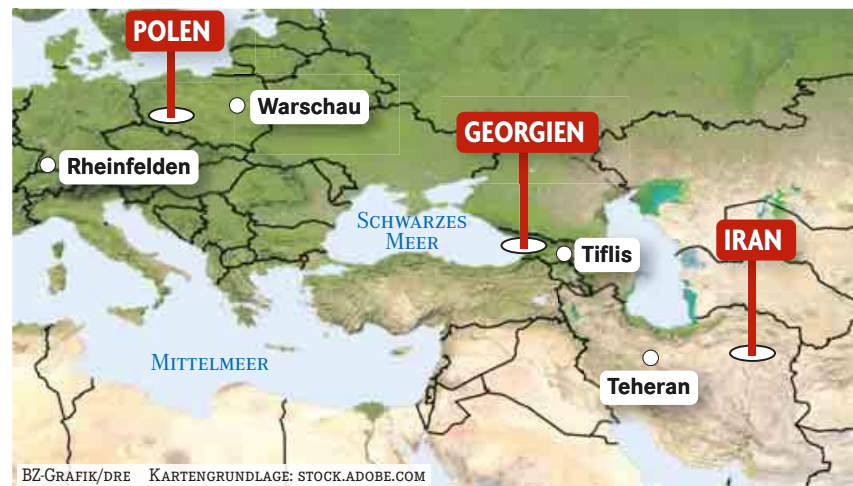 POLEN
Warschau
GEORGIEN
Rheinfelden
SCHWARZES
MEER
IRAN
Tiflis
MITTELMEER
Teheran
BZ-GRAFIK/DRE KARTENGRUNDLAGE: STOCK.ADOBE.COM